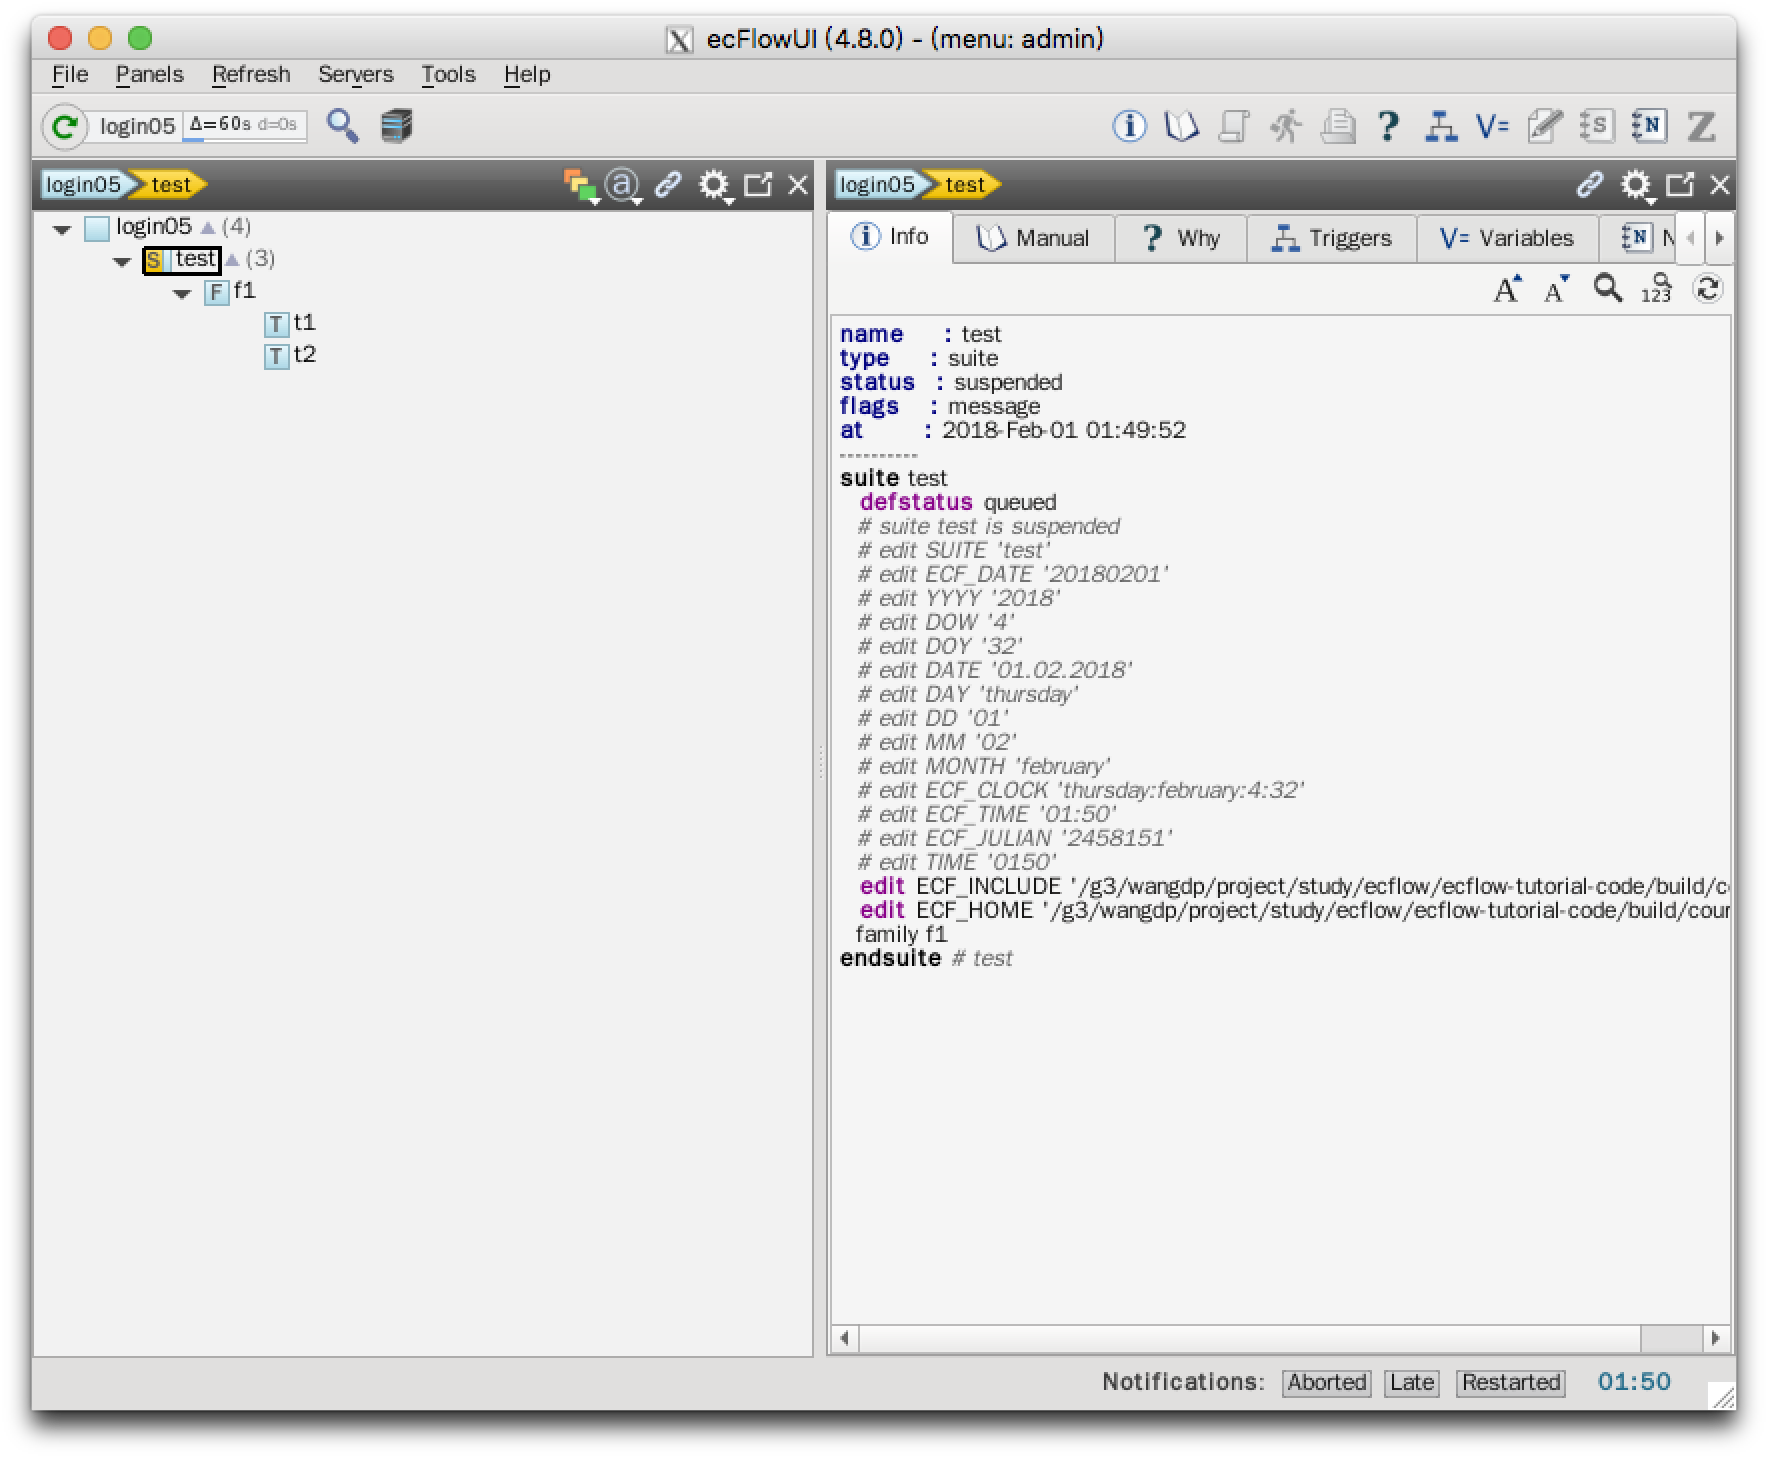 ecFlowUI (4.8.0) - (menu: admin)
File Panels Refresh Servers Tools Help
login05 Δ=60s d=0s
login05 test
login05 (4)
S test (3)
F f1
T t1
T t2
login05 test
Info Manual Why Triggers Variables N
name : test
type : suite
status : suspended
flags : message
at : 2018-Feb-01 01:49:52
----------
suite test
defstatus queued
# suite test is suspended
# edit SUITE 'test'
# edit ECF_DATE '20180201'
# edit YYYY '2018'
# edit DOW '4'
# edit DOY '32'
# edit DATE '01.02.2018'
# edit DAY 'thursday'
# edit DD '01'
# edit MM '02'
# edit MONTH 'february'
# edit ECF_CLOCK 'thursday:february:4:32'
# edit ECF_TIME '01:50'
# edit ECF_JULIAN '2458151'
# edit TIME '0150'
edit ECF_INCLUDE '/g3/wangdp/project/study/ecflow/ecflow-tutorial-code/build/c
edit ECF_HOME '/g3/wangdp/project/study/ecflow/ecflow-tutorial-code/build/cour
family f1
endsuite # test
Notifications: Aborted Late Restarted 01:50